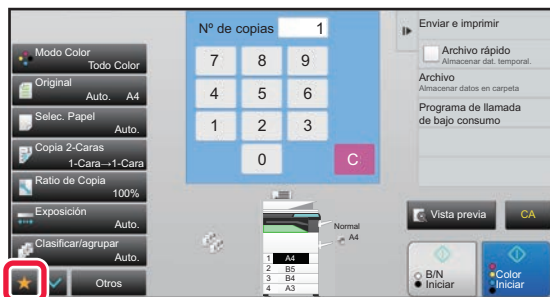 Modo Color
Todo Color
Original
Auto. A4
Selec. Papel
Auto.
Copia 2-Caras
1-Cara→1-Cara
Ratio de Copia
100%
Exposición
Auto.
Clasificar/agrupar
Auto.
Otros
Nº de copias 1
7 8 9
4 5 6
1 2 3
0 C
Normal
A4
1 A4
2 B5
3 B4
4 A3
Enviar e imprimir
Archivo rápido
Almacenar dat. temporal.
Archivo
Almacenar datos en carpeta
Programa de llamada
de bajo consumo
Vista previa CA
B/N
Iniciar
Color
Iniciar